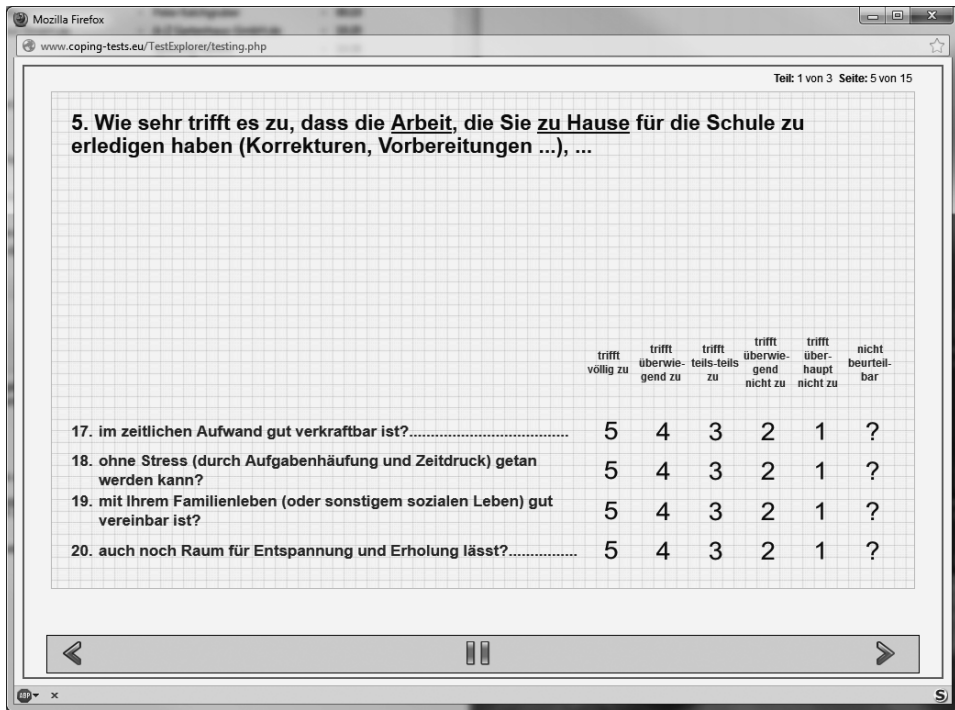 Mozilla Firefox
www.coping-tests.eu/TestExplorer/testing.php
Teil: 1 von 3 Seite: 5 von 15
5. Wie sehr trifft es zu, dass die Arbeit, die Sie zu Hause für die Schule zu
erledigen haben (Korrekturen, Vorbereitungen ...), ...
trifft völlig zu
trifft überwie-gend zu
trifft teils-teils zu
trifft überwie-gend nicht zu
trifft über-haupt nicht zu
nicht beurteil-bar
17. im zeitlichen Aufwand gut verkraftbar ist?..................................... 5 4 3 2 1 ?
18. ohne Stress (durch Aufgabenhäufung und Zeitdruck) getan
werden kann? 5 4 3 2 1 ?
19. mit Ihrem Familienleben (oder sonstigem sozialen Leben) gut
vereinbar ist? 5 4 3 2 1 ?
20. auch noch Raum für Entspannung und Erholung lässt?................ 5 4 3 2 1 ?
ABP
S